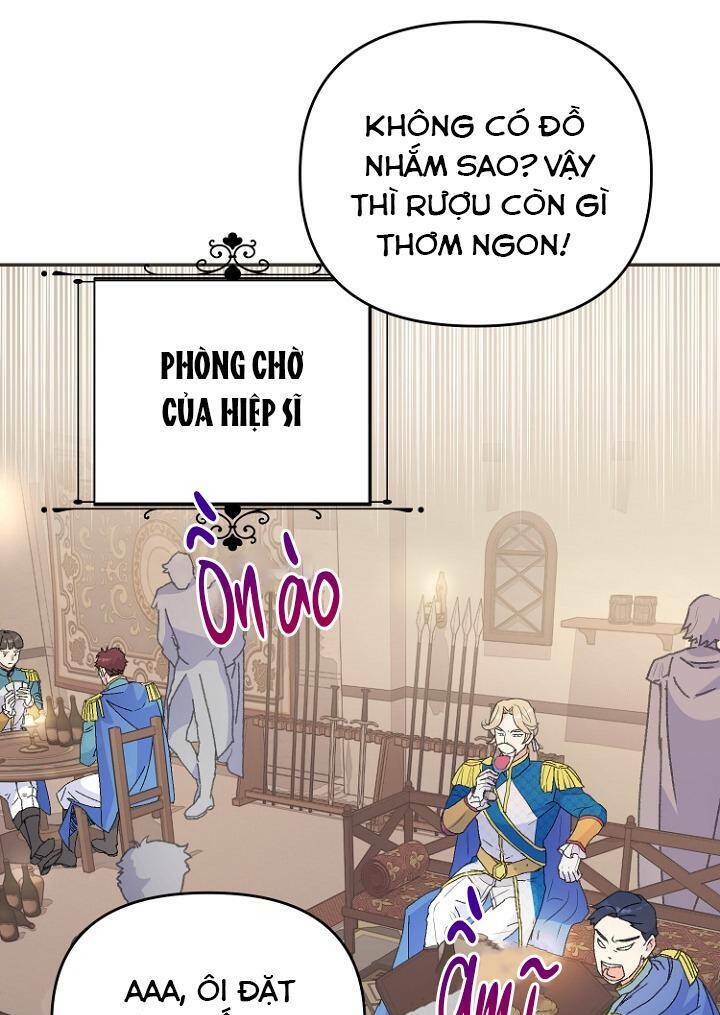 KHÔNG CÓ ĐỒ
NHẮM SAO? VẬY
THÌ RƯỢU CÒN GÌ
THƠM NGON!
PHÒNG CHỜ
CỦA HIỆP SĨ
Ồn ào
ầm ĩ
AAA, ÔI ĐẶT